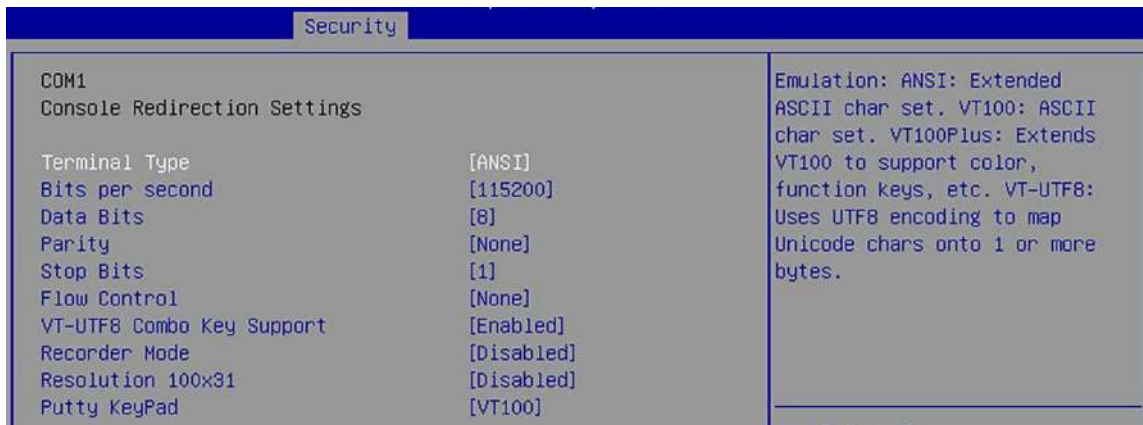 Security
COM1
Console Redirection Settings
Terminal Type [ANSI]
Bits per second [115200]
Data Bits [8]
Parity [None]
Stop Bits [1]
Flow Control [None]
VT-UTF8 Combo Key Support [Enabled]
Recorder Mode [Disabled]
Resolution 100x31 [Disabled]
Putty KeyPad [VT100]
Emulation: ANSI: Extended
ASCII char set. VT100: ASCII
char set. VT100Plus: Extends
VT100 to support color,
function keys, etc. VT-UTF8:
Uses UTF8 encoding to map
Unicode chars onto 1 or more
bytes.